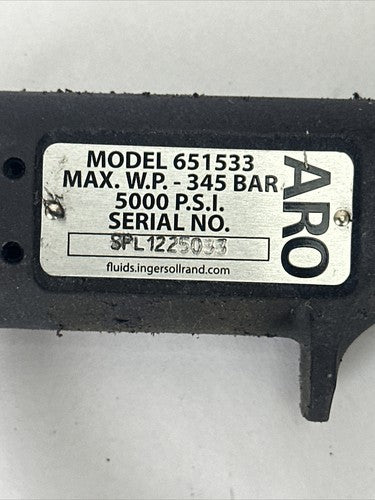 MODEL 651533
MAX. W.P. - 345 BAR
5000 P.S.I.
SERIAL NO.
SPL1225033
fluids.ingersollrand.com
ARO